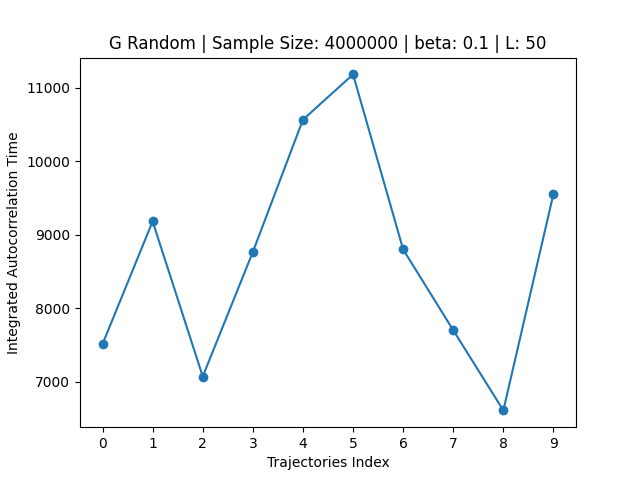 G Random | Sample Size: 4000000 | beta: 0.1 | L: 50
Integrated Autocorrelation Time
11000
10000
9000
8000
7000
0 1 2 3 4 5 6 7 8 9
Trajectories Index